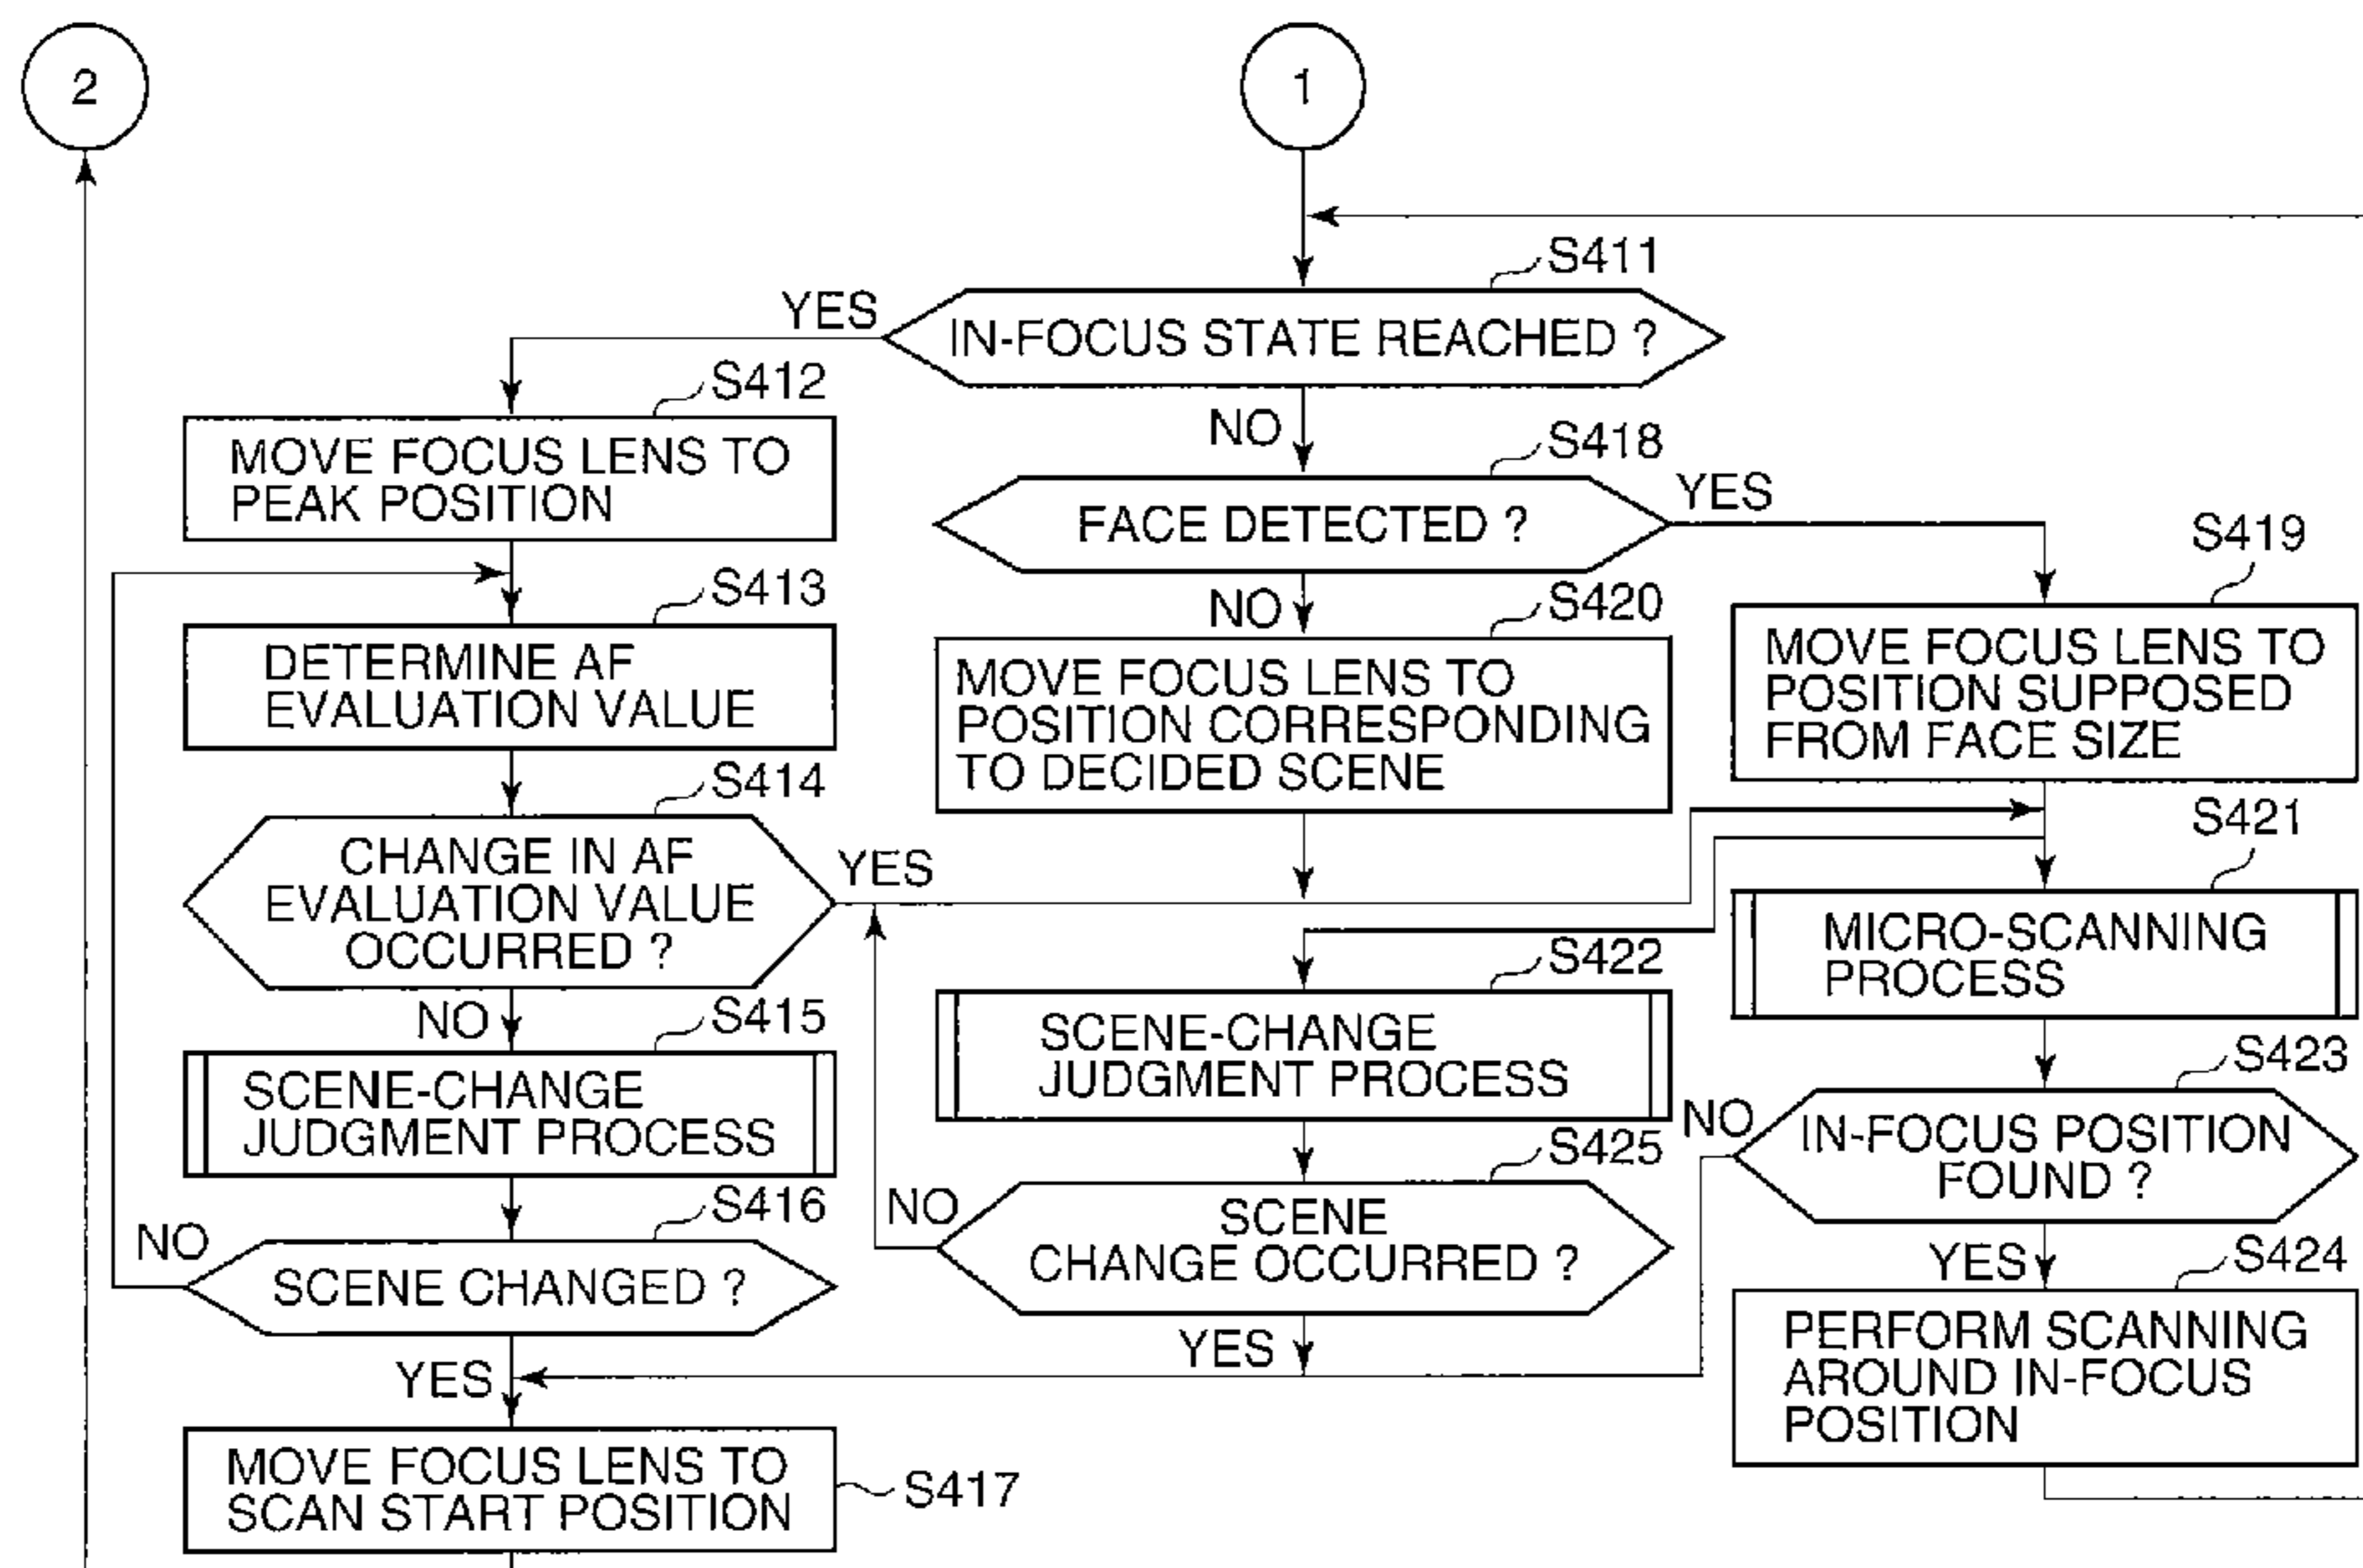 2
1
S411
YES
IN-FOCUS STATE REACHED ?
S412
NO
MOVE FOCUS LENS TO
PEAK POSITION
S418
YES
FACE DETECTED ?
S419
S413
NO
S420
DETERMINE AF
EVALUATION VALUE
MOVE FOCUS LENS TO
POSITION CORRESPONDING
TO DECIDED SCENE
MOVE FOCUS LENS TO
POSITION SUPPOSED
FROM FACE SIZE
S414
S421
CHANGE IN AF
EVALUATION VALUE
OCCURRED ?
YES
MICRO-SCANNING
PROCESS
S422
NO
S415
SCENE-CHANGE
JUDGMENT PROCESS
SCENE-CHANGE
JUDGMENT PROCESS
S423
NO
IN-FOCUS POSITION
FOUND ?
S425
S416
NO
SCENE CHANGED ?
NO
SCENE
CHANGE OCCURRED ?
YES
S424
YES
YES
PERFORM SCANNING
AROUND IN-FOCUS
POSITION
MOVE FOCUS LENS TO
SCAN START POSITION
S417